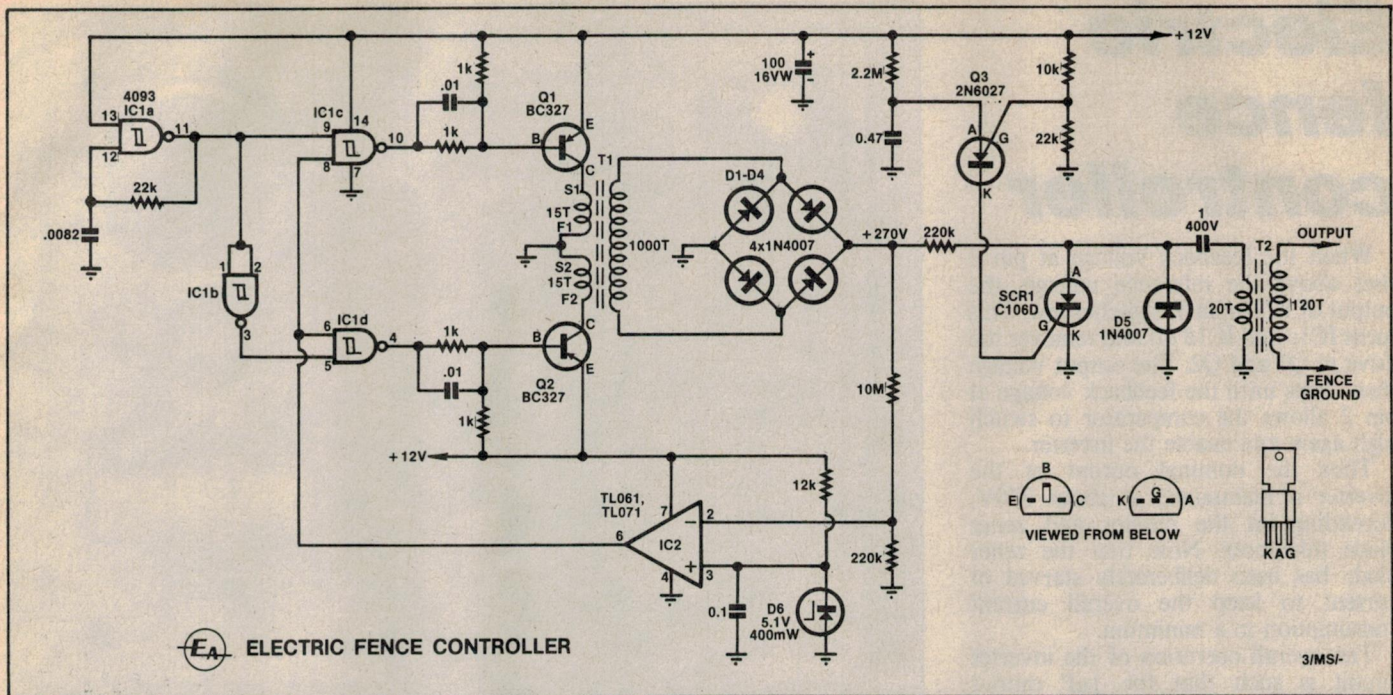 +12V
4093
IC1a
13
12
11
22k
.0082
1
2
IC1b
3
IC1c
14
9
8
10
7
.01
1k
1k
Q1
BC327
B
E
C
S1
15T
F1
S2
15T
F2
T1
1000T
IC1d
6
5
4
1k
.01
1k
B
C
E
Q2
BC327
+12V
100
16VW
+
-
D1-D4
4x1N4007
+270V
220k
2.2M
0.47
Q3
2N6027
A
G
K
10k
22k
SCR1
C106D
A
G
K
D5
1N4007
1
400V
T2
20T
120T
OUTPUT
FENCE
GROUND
10M
220k
12k
TL061,
TL071
7
6
IC2
-
2
+
3
4
0.1
D6
5.1V
400mW
B
E
C
K
G
A
VIEWED FROM BELOW
KAG
EA ELECTRIC FENCE CONTROLLER
3/MS/-